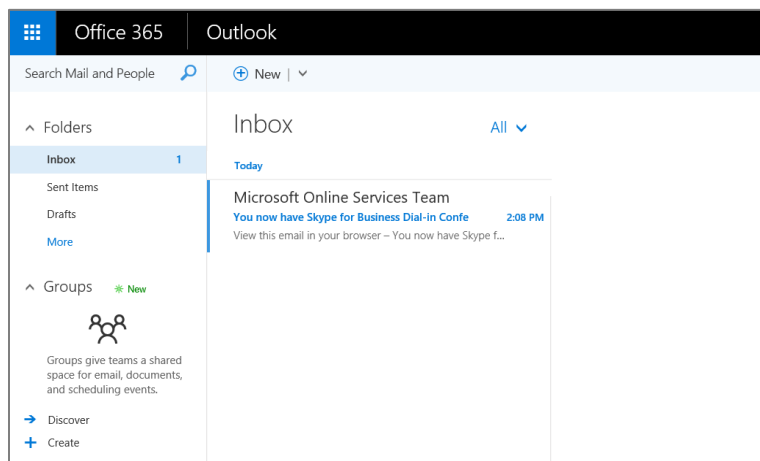 Office 365
Outlook
Search Mail and People
New
Folders
Inbox 1
Sent Items
Drafts
More
Groups
New
Groups give teams a shared
space for email, documents,
and scheduling events.
Discover
Create
Inbox
All
Today
Microsoft Online Services Team
You now have Skype for Business Dial-in Confe 2:08 PM
View this email in your browser – You now have Skype f...